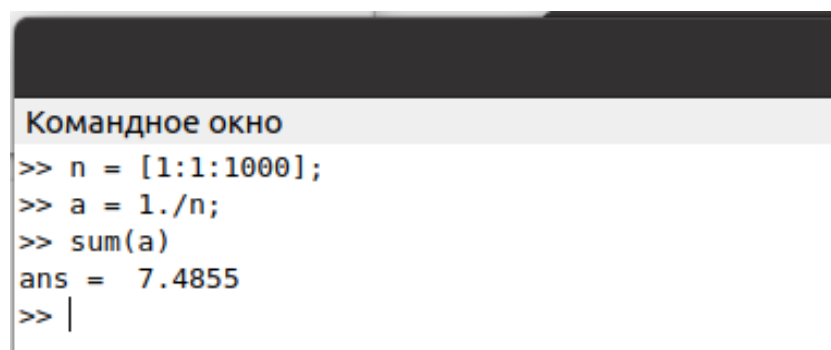 Командное окно
>> n = [1:1:1000];
>> a = 1./n;
>> sum(a)
ans =  7.4855
>>